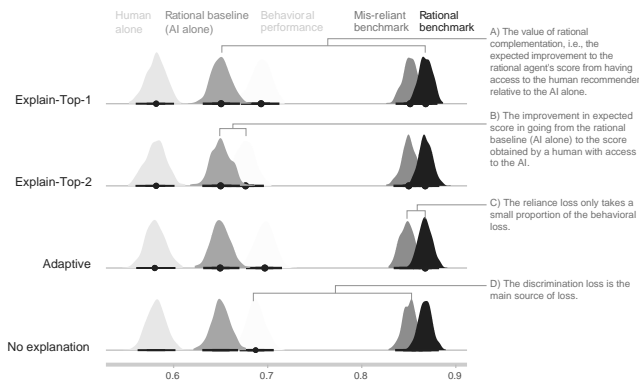 Human
alone
Rational baseline
(AI alone)
Behavioral
performance
Mis-reliant
benchmark
Rational
benchmark
A) The value of rational
complementation, i.e., the
expected improvement to the
rational agent's score from having
access to the human recommender
relative to the AI alone.
Explain-Top-1
B) The improvement in expected
score in going from the rational
baseline (AI alone) to the score
obtained by a human with access
to the AI.
Explain-Top-2
C) The reliance loss only takes a
small proportion of the behavioral
loss.
Adaptive
D) The discrimination loss is the
main source of loss.
No explanation
0.6
0.7
0.8
0.9